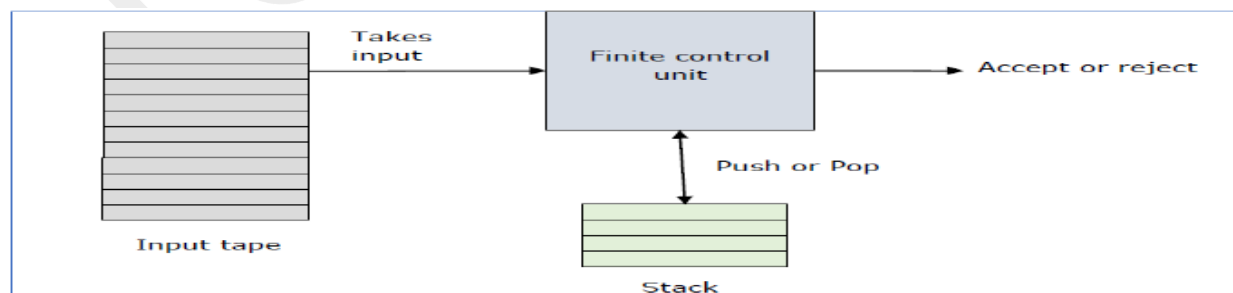 Takes
input
Finite control
unit
Accept or reject
Push or Pop
Input tape
Stack